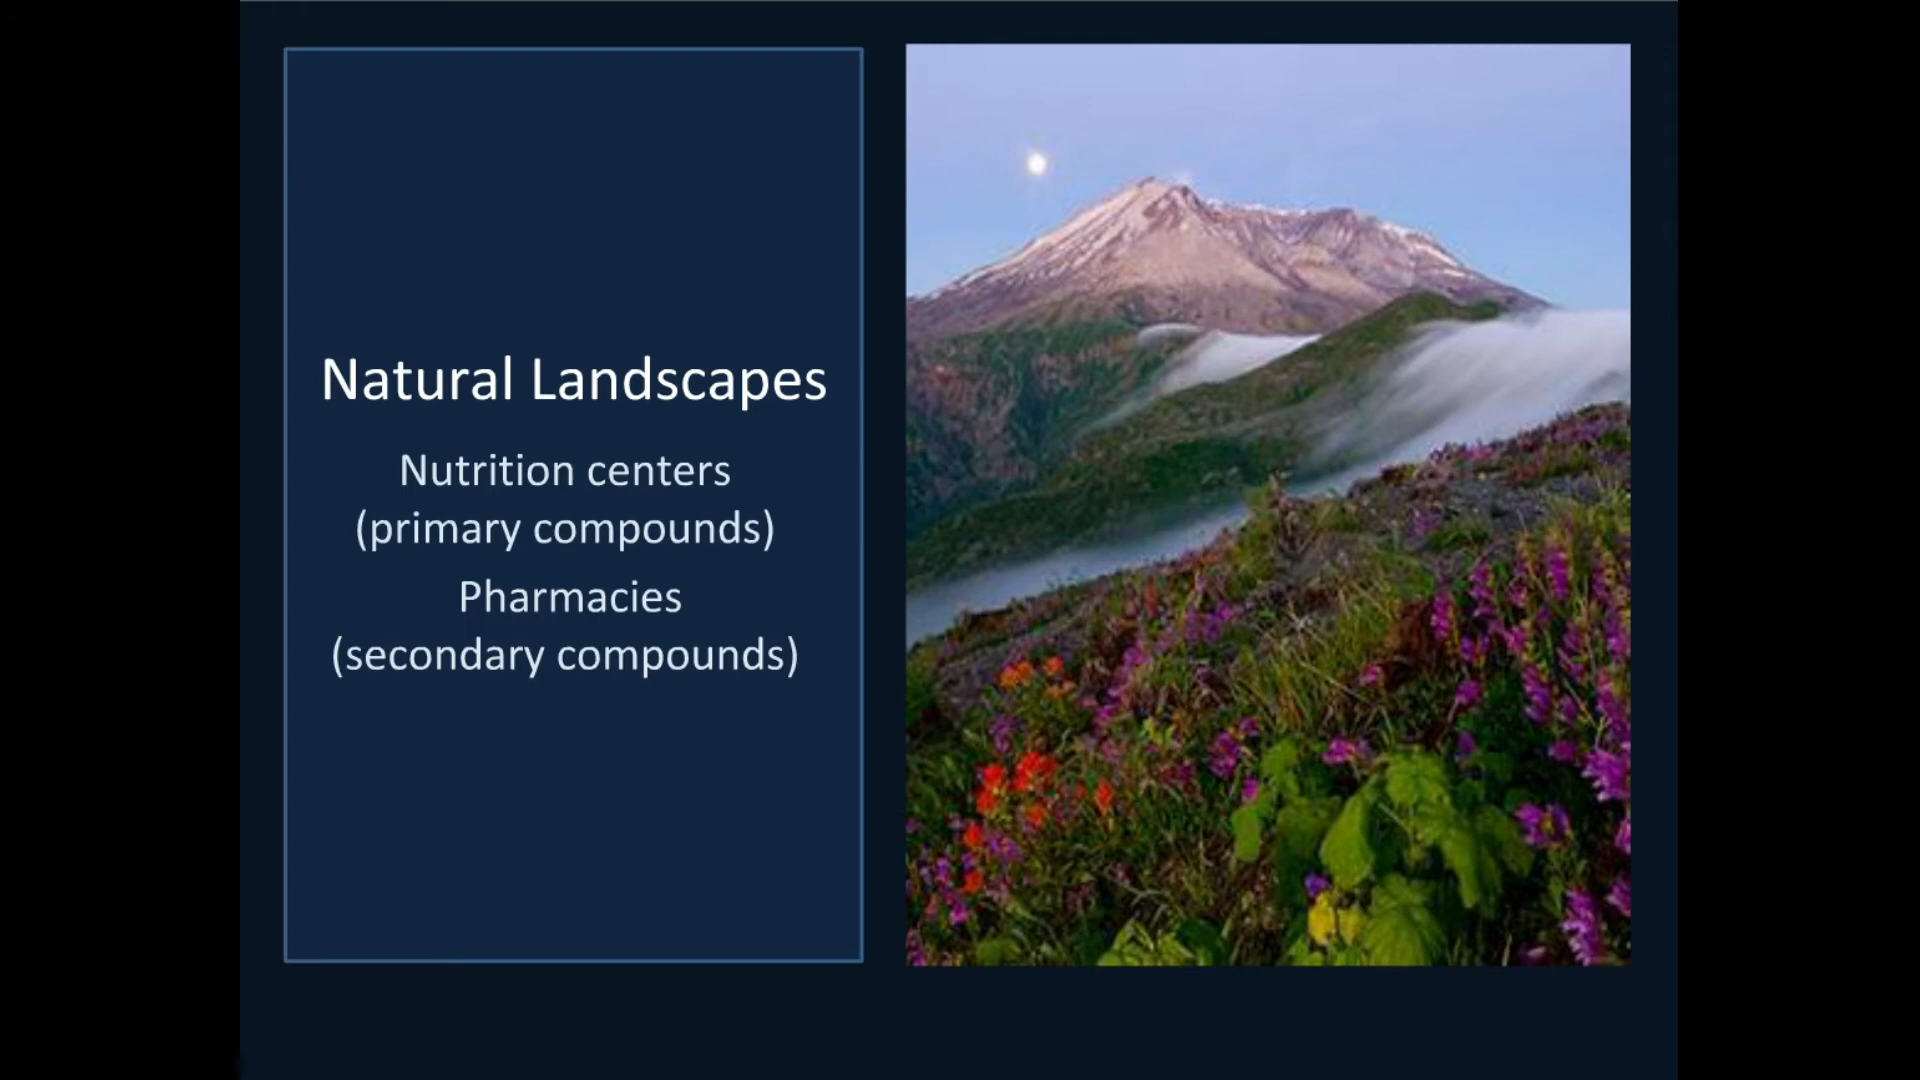 Natural Landscapes
Nutrition centers
(primary compounds)
Pharmacies
(secondary compounds)